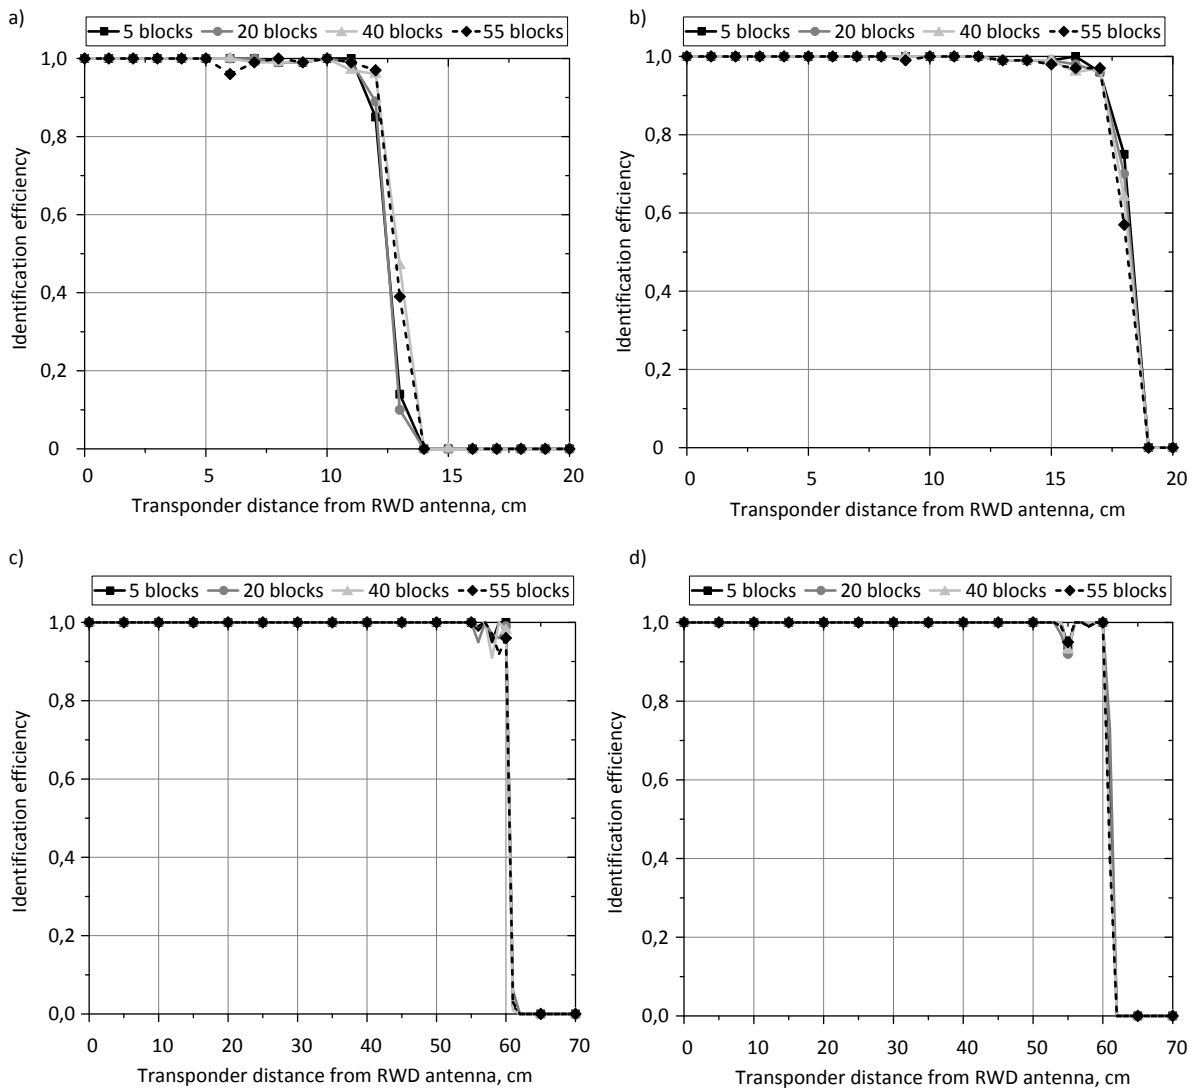 a)
5 blocks 20 blocks 40 blocks 55 blocks
1,0
0,8
0,6
0,4
0,2
0
Identification efficiency
0 5 10 15 20
Transponder distance from RWD antenna, cm
b)
5 blocks 20 blocks 40 blocks 55 blocks
1,0
0,8
0,6
0,4
0,2
0
Identification efficiency
0 5 10 15 20
Transponder distance from RWD antenna, cm
c)
5 blocks 20 blocks 40 blocks 55 blocks
1,0
0,8
0,6
0,4
0,2
0,0
Identification efficiency
0 10 20 30 40 50 60 70
Transponder distance from RWD antenna, cm
d)
5 blocks 20 blocks 40 blocks 55 blocks
1,0
0,8
0,6
0,4
0,2
0,0
Identification efficiency
0 10 20 30 40 50 60 70
Transponder distance from RWD antenna, cm